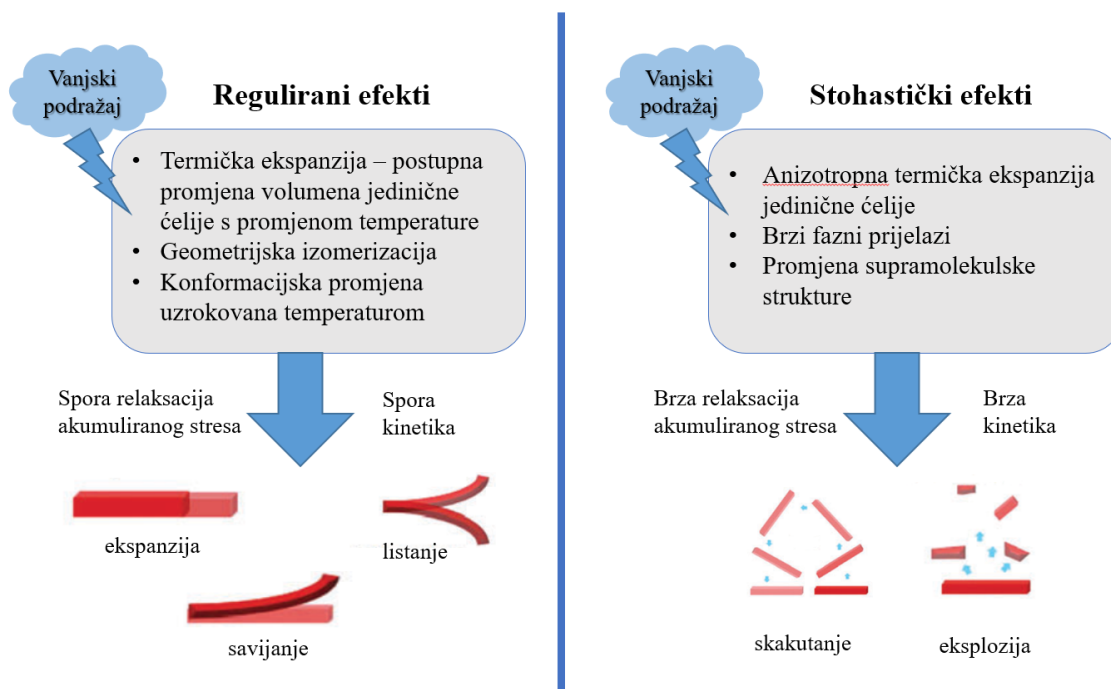 Vanjski
podražaj
Regulirani efekti
• Termička ekspanzija – postupna
promjena volumena jedinične
ćelije s promjenom temperature
• Geometrijska izomerizacija
• Konformacijska promjena
uzrokovana temperaturom
Spora relaksacija
akumuliranog stresa
Spora
kinetika
ekspanzija
listanje
savijanje
Vanjski
podražaj
Stohastički efekti
• Anizotropna termička ekspanzija
jedinične ćelije
• Brzi fazni prijelazi
• Promjena supramolekulske
strukture
Brza relaksacija
akumuliranog stresa
Brza
kinetika
skakutanje
eksplozija